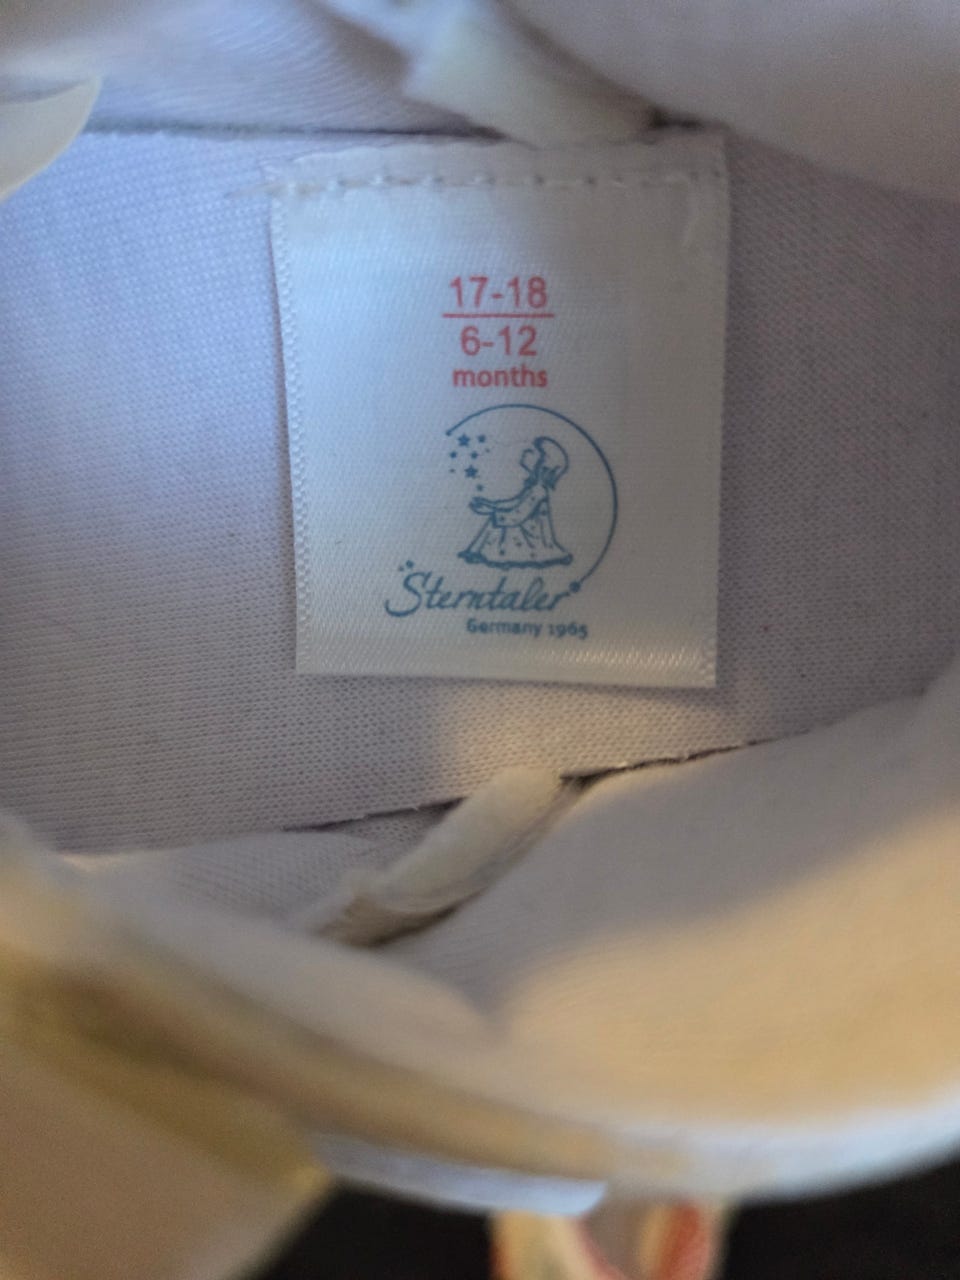 17-18
6-12
months
Sterntaler
Germany 1965